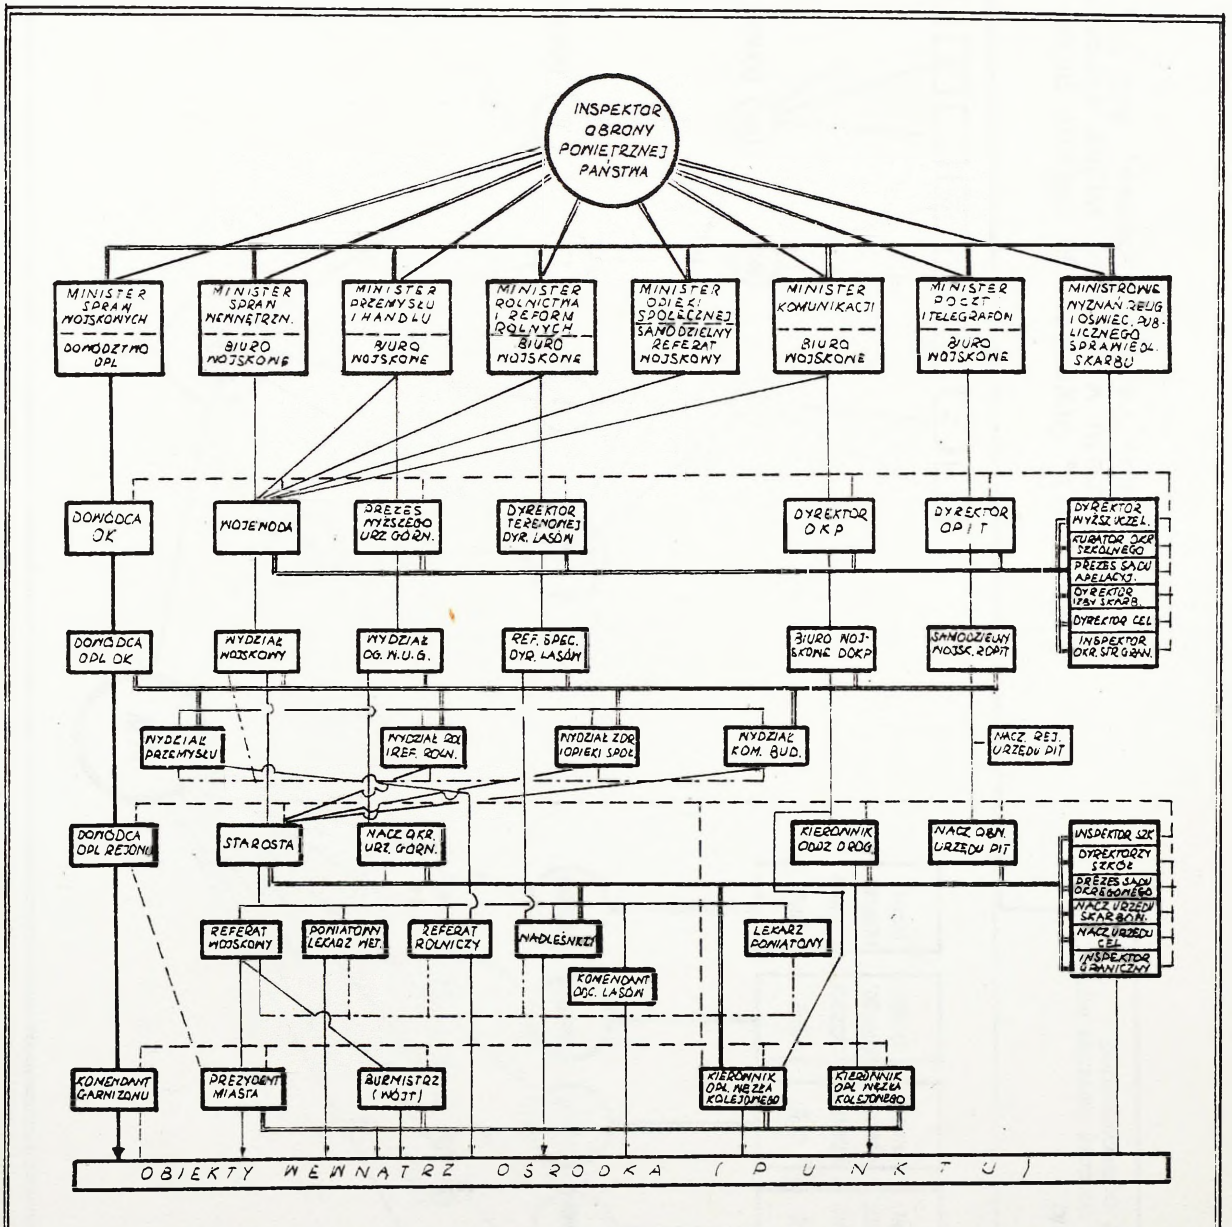 INSPEKTOR
OBRONY
POWIETRZNEJ
PAŃSTWA
MINISTER
SPRAW
WOJSKOWYCH
DOWÓDZTWO
OPL
MINISTER
SPRAW
WEWNĘTRZN.
BIURO
WOJSKOWE
MINISTER
PRZEMYSŁU
I HANDLU
BIURO
WOJSKOWE
MINISTER
ROLNICTWA
I REFORM
ROLNYCH
BIURO
WOJSKOWE
MINISTER
OPIEKI
SPOŁECZNEJ
SAMODZIELNY
REFERAT
WOJSKOWY
MINISTER
KOMUNIKACJI
BIURO
WOJSKOWE
MINISTER
POCZT
I TELEGRAFÓW
BIURO
WOJSKOWE
MINISTROWIE
WYZNAŃ RELIG
I OŚWIEC. PUB-
LICZNEGO
SPRAWIEDL.
SKARBU
DOWÓDCA
OK
WOJEWODA
PREZES
WYŻSZEGO
URZ GÓRN.
DYREKTOR
TERENOWEJ
DYR. LASÓW
DYREKTOR
OKP
DYREKTOR
OPIT
DYREKTOR
WYŻSZ UCZEL.
KURATOR OKR
SZKOLNEGO
PREZES SĄDU
APELACYJ.
DYREKTOR
IZBY SKARB.
DYREKTOR CEŁ
INSPEKTOR
OKR. STR. GRAN.
DOWÓDCA
OPL OK
WYDZIAŁ
WOJSKOWY
WYDZIAŁ
OG. W.U.G.
REF. SPEC.
DYR. LASÓW
BIURO WOJ-
SKOWE DOKP
SAMODZIELNY
WOJSK. RDPIT
WYDZIAŁ
PRZEMYSŁU
WYDZIAŁ ROL
I REF. ROLN.
WYDZIAŁ ZDR
I OPIEKI SPOŁ.
WYDZIAŁ
KOM. BUD.
NACZ. REJ.
URZĘDU PIT
DOWÓDCA
OPL REJONU
STAROSTA
NACZ OKR.
URZ. GÓRN.
KIEROWNIK
ODDZ DROG.
NACZ OBW.
URZĘDU PIT
INSPEKTOR SZK
DYREKTORZY
SZKÓŁ
PREZES SĄDU
OKRĘGOWEGO
NACZ URZĘDU
SKARBOW.
NACZ URZĘDU
CEL
INSPEKTOR
GRANICZNY
REFERAT
WOJSKOWY
POWIATOWY
LEKARZ WET.
REFERAT
ROLNICZY
NADLEŚNICZY
LEKARZ
POWIATOWY
KOMENDANT
OBC. LASÓW
KOMENDANT
GARNIZONU
PREZYDENT
MIASTA
BURMISTRZ
(WÓJT)
KIEROWNIK
OPL WĘZŁA
KOLEJOWEGO
KIEROWNIK
OPL WĘZŁA
KOLEJOWEGO
OBIEKTY WEWNĄTRZ OŚRODKA (PUNKTU)